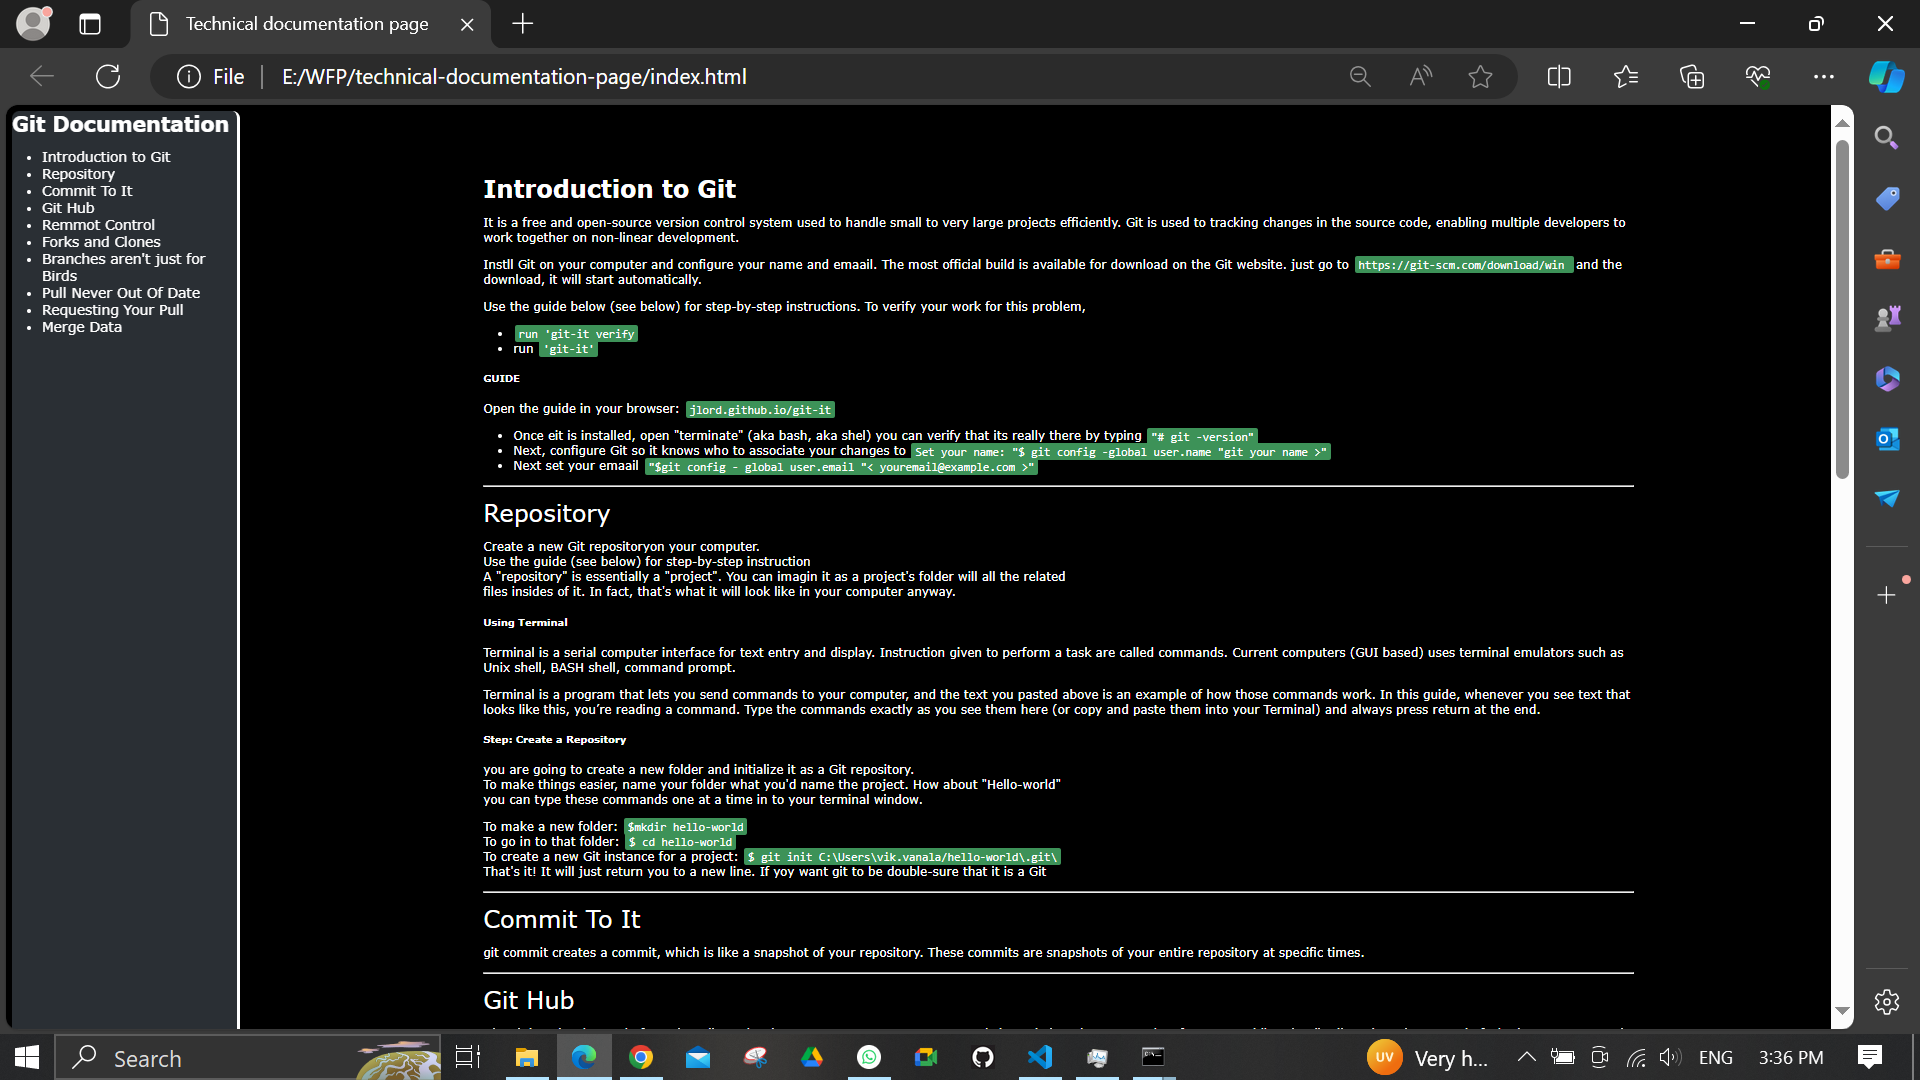 Technical documentation page
File
E:/WFP/technical-documentation-page/index.html
Git Documentation
Introduction to Git
Repository
Commit To It
Git Hub
Remmot Control
Forks and Clones
Branches aren't just for
Birds
Pull Never Out Of Date
Requesting Your Pull
Merge Data
Introduction to Git
It is a free and open-source version control system used to handle small to very large projects efficiently. Git is used to tracking changes in the source code, enabling multiple developers to
work together on non-linear development.
Instll Git on your computer and configure your name and emaail. The most official build is available for download on the Git website. just go to https://git-scm.com/download/win and the
download, it will start automatically.
Use the guide below (see below) for step-by-step instructions. To verify your work for this problem,
run 'git-it verify
run 'git-it'
GUIDE
Open the guide in your browser: jlord.github.io/git-it
Once eit is installed, open "terminate" (aka bash, aka shel) you can verify that its really there by typing "# git -version"
Next, configure Git so it knows who to associate your changes to Set your name: "$ git config -global user.name "git your name >"
Next set your emaail "$git config - global user.email "< youremail@example.com >"
Repository
Create a new Git repositoryon your computer.
Use the guide (see below) for step-by-step instruction
A "repository" is essentially a "project". You can imagin it as a project's folder will all the related
files insides of it. In fact, that's what it will look like in your computer anyway.
Using Terminal
Terminal is a serial computer interface for text entry and display. Instruction given to perform a task are called commands. Current computers (GUI based) uses terminal emulators such as
Unix shell, BASH shell, command prompt.
Terminal is a program that lets you send commands to your computer, and the text you pasted above is an example of how those commands work. In this guide, whenever you see text that
looks like this, you’re reading a command. Type the commands exactly as you see them here (or copy and paste them into your Terminal) and always press return at the end.
Step: Create a Repository
you are going to create a new folder and initialize it as a Git repository.
To make things easier, name your folder what you'd name the project. How about "Hello-world"
you can type these commands one at a time in to your terminal window.
To make a new folder: $mkdir hello-world
To go in to that folder: $ cd hello-world
To create a new Git instance for a project: $ git init C:\Users\vik.vanala/hello-world\.git\
That's it! It will just return you to a new line. If yoy want git to be double-sure that it is a Git
Commit To It
git commit creates a commit, which is like a snapshot of your repository. These commits are snapshots of your entire repository at specific times.
Git Hub
Search
UV
Very h...
ENG
3:36 PM